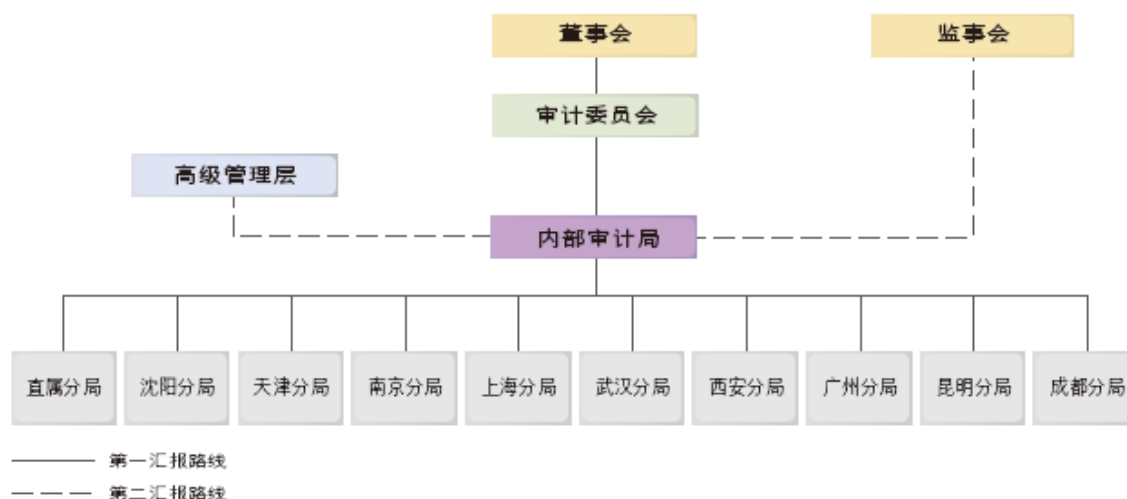 董事会
监事会
审计委员会
高级管理层
内部审计局
直属分局
沈阳分局
天津分局
南京分局
上海分局
武汉分局
西安分局
广州分局
昆明分局
成都分局
第一汇报路线
第二汇报路线